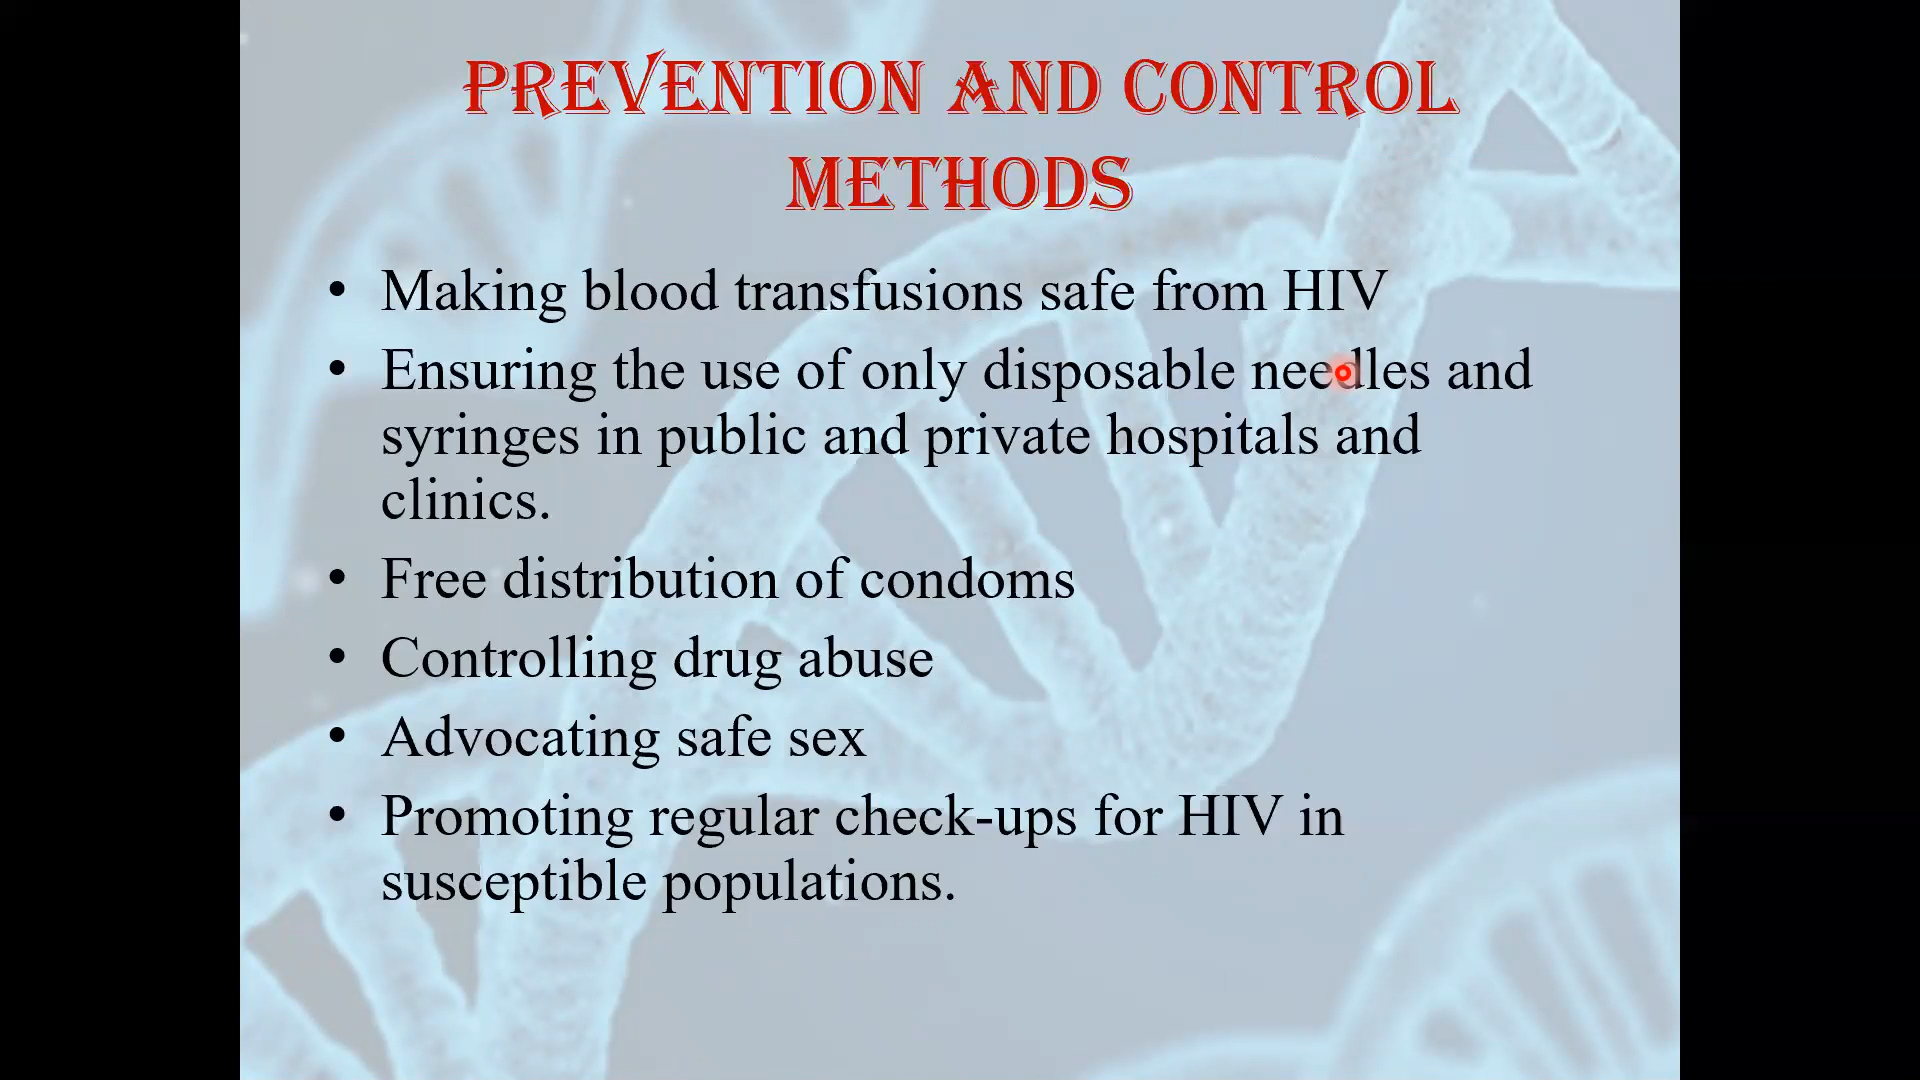 PREVENTION AND CONTROL
METHODS
• Making blood transfusions safe from HIV
• Ensuring the use of only disposable needles and
syringes in public and private hospitals and
clinics.
• Free distribution of condoms
• Controlling drug abuse
• Advocating safe sex
• Promoting regular check-ups for HIV in
susceptible populations.